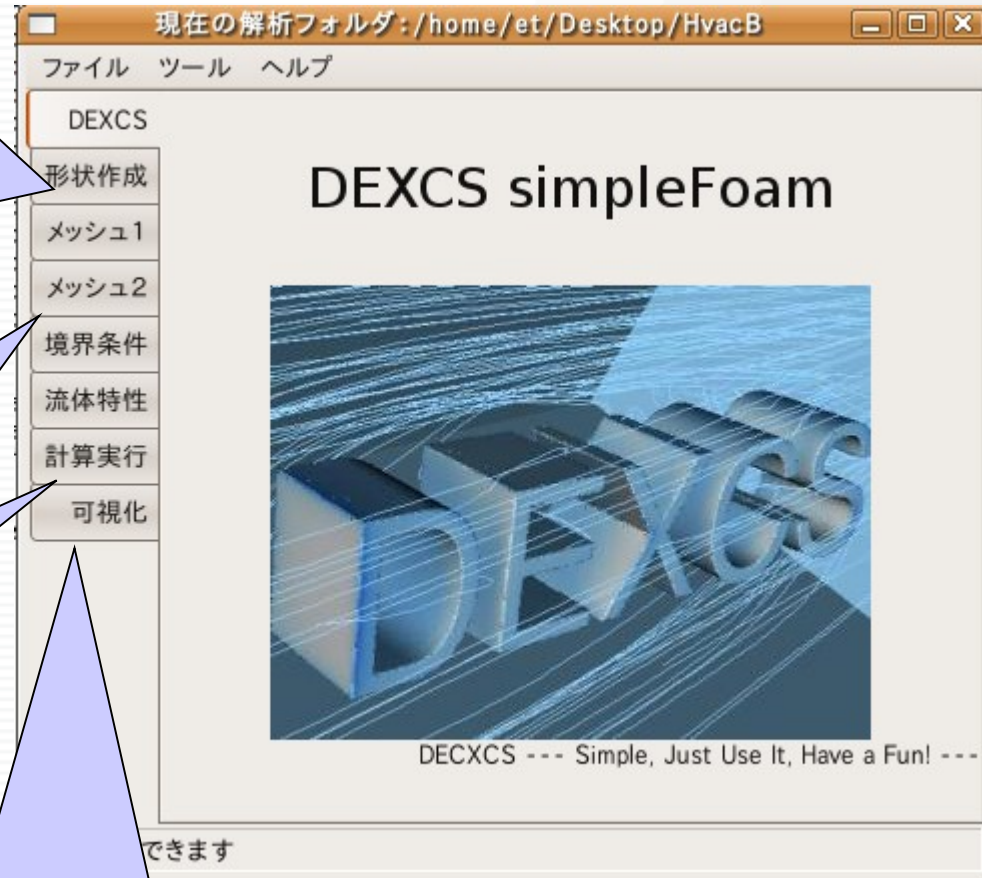 現在の解析フォルダ:/home/et/Desktop/HvacB
ファイル ツール ヘルプ
DEXCS
形状作成
メッシュ1
メッシュ2
境界条件
流体特性
計算実行
可視化
DEXCS simpleFoam
DEXCS
DECXCS --- Simple, Just Use It, Have a Fun! ---
できます